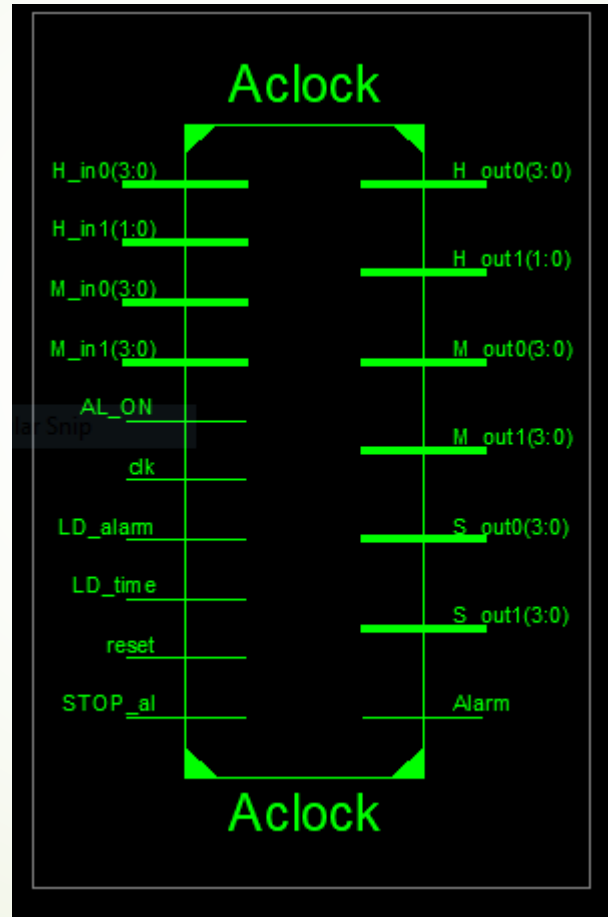 Aclock
H_in0(3:0)
H_in1(1:0)
M_in0(3:0)
M_in1(3:0)
AL_ON
clk
LD_alarm
LD_time
reset
STOP_al
H_out0(3:0)
H_out1(1:0)
M_out0(3:0)
M_out1(3:0)
S_out0(3:0)
S_out1(3:0)
Alarm
lar Snip
Aclock